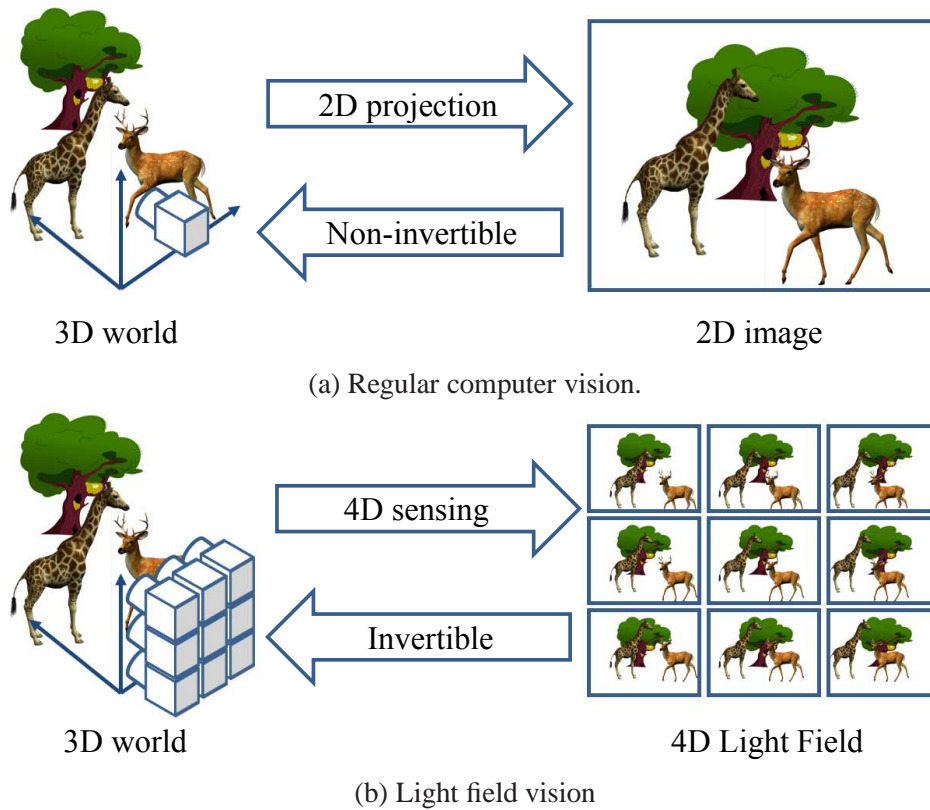 2D projection
Non-invertible
3D world
2D image
(a) Regular computer vision.
4D sensing
Invertible
3D world
4D Light Field
(b) Light field vision